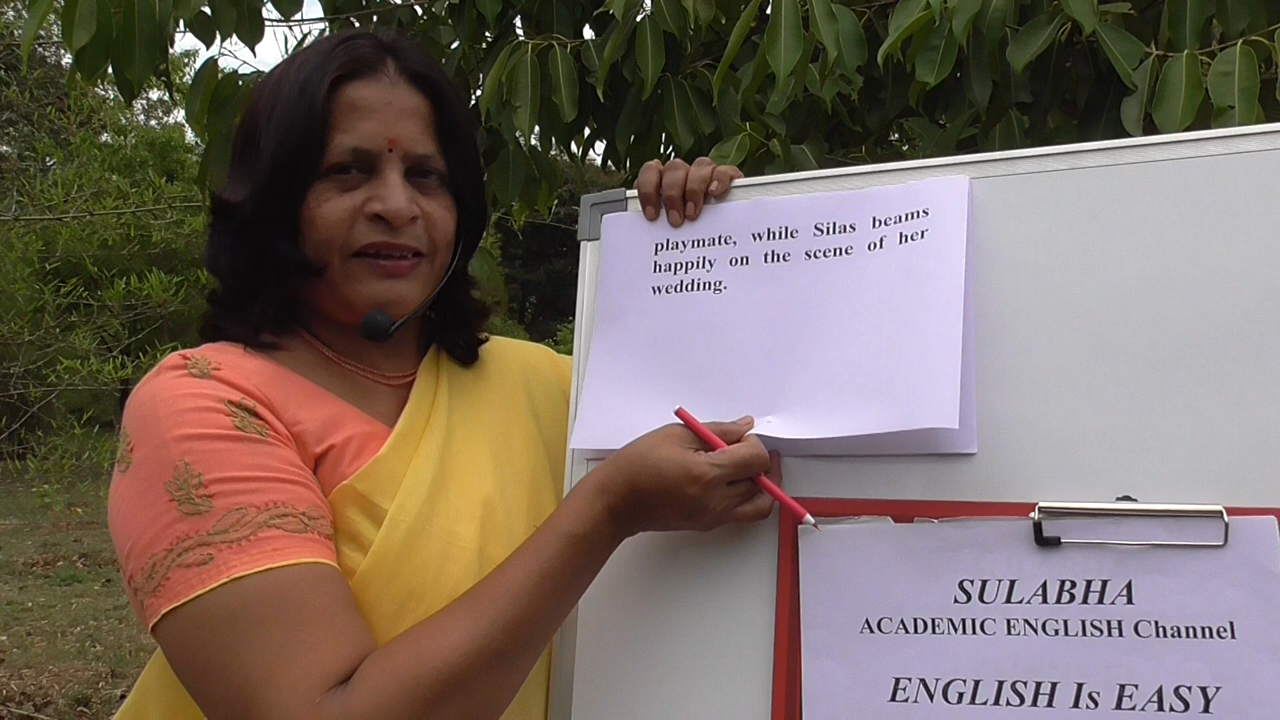 playmate, while Silas beams
happily on the scene of her
wedding.
SULABHA
ACADEMIC ENGLISH Channel
ENGLISH Is EASY